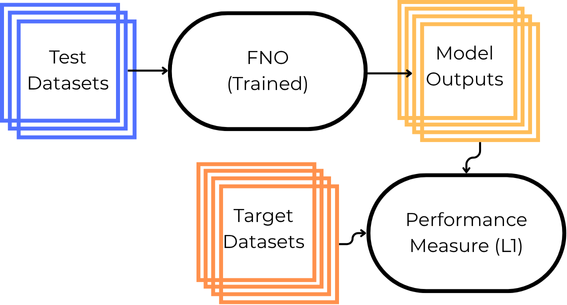 Test
Datasets
FNO
(Trained)
Model
Outputs
Target
Datasets
Performance
Measure (L1)